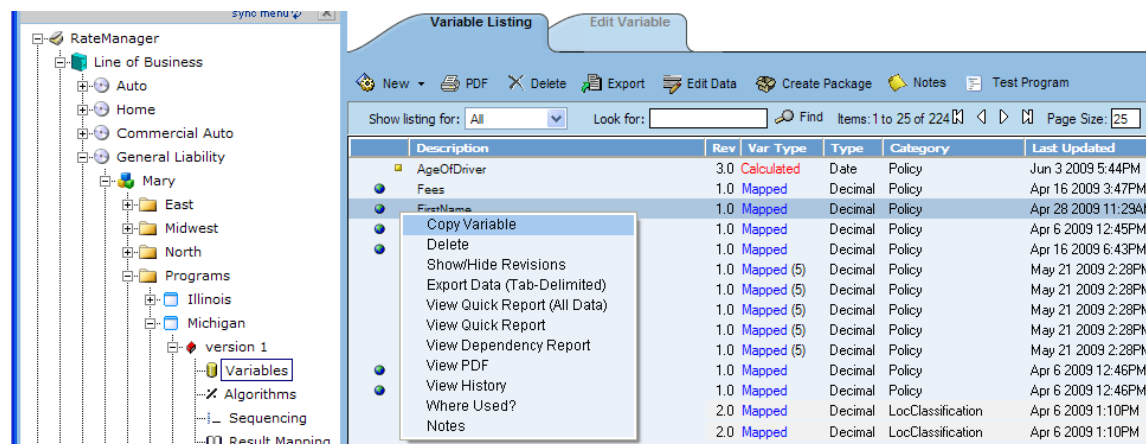 sync menu
RateManager
Line of Business
Auto
Home
Commercial Auto
General Liability
Mary
East
Midwest
North
Programs
Illinois
Michigan
version 1
Variables
Algorithms
Sequencing
Result Mapping
Variable Listing Edit Variable
New PDF Delete Export Edit Data Create Package Notes Test Program
Show listing for: All Look for: Find Items: 1 to 25 of 224 Page Size: 25
Description Rev Var Type Type Category Last Updated
AgeOfDriver 3.0 Calculated Date Policy Jun 3 2009 5:44PM
Fees 1.0 Mapped Decimal Policy Apr 16 2009 3:47PM
FirstName 1.0 Mapped Decimal Policy Apr 28 2009 11:29AM
1.0 Mapped Decimal Policy Apr 6 2009 12:45PM
1.0 Mapped Decimal Policy Apr 16 2009 6:43PM
1.0 Mapped (5) Decimal Policy May 21 2009 2:28PM
1.0 Mapped (5) Decimal Policy May 21 2009 2:28PM
1.0 Mapped (5) Decimal Policy May 21 2009 2:28PM
1.0 Mapped (5) Decimal Policy May 21 2009 2:28PM
1.0 Mapped (5) Decimal Policy May 21 2009 2:28PM
1.0 Mapped Decimal Policy Apr 6 2009 12:46PM
1.0 Mapped Decimal Policy Apr 6 2009 12:46PM
2.0 Mapped Decimal LocClassification Apr 6 2009 1:10PM
2.0 Mapped Decimal LocClassification Apr 6 2009 1:10PM
Copy Variable
Delete
Show/Hide Revisions
Export Data (Tab-Delimited)
View Quick Report (All Data)
View Quick Report
View Dependency Report
View PDF
View History
Where Used?
Notes